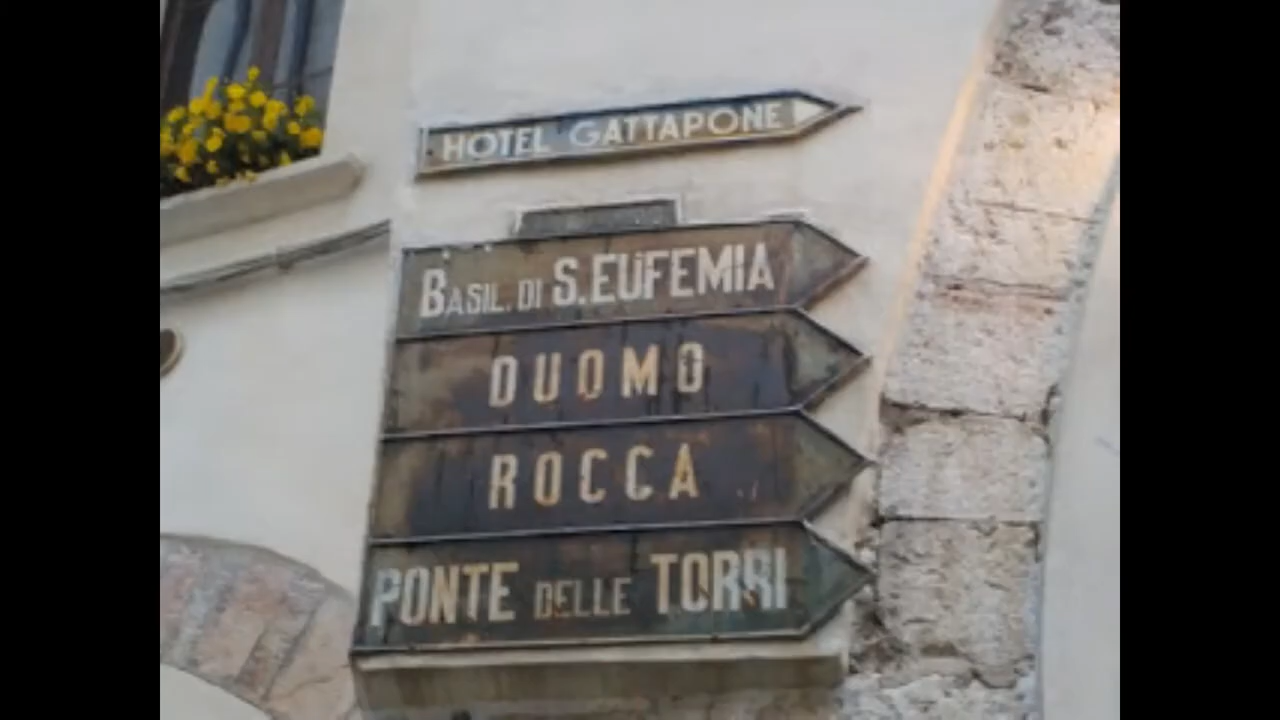 HOTEL GATTAPONE
BASIL. DI S.EUFEMIA
DUOMO
ROCCA
PONTE DELLE TORRI